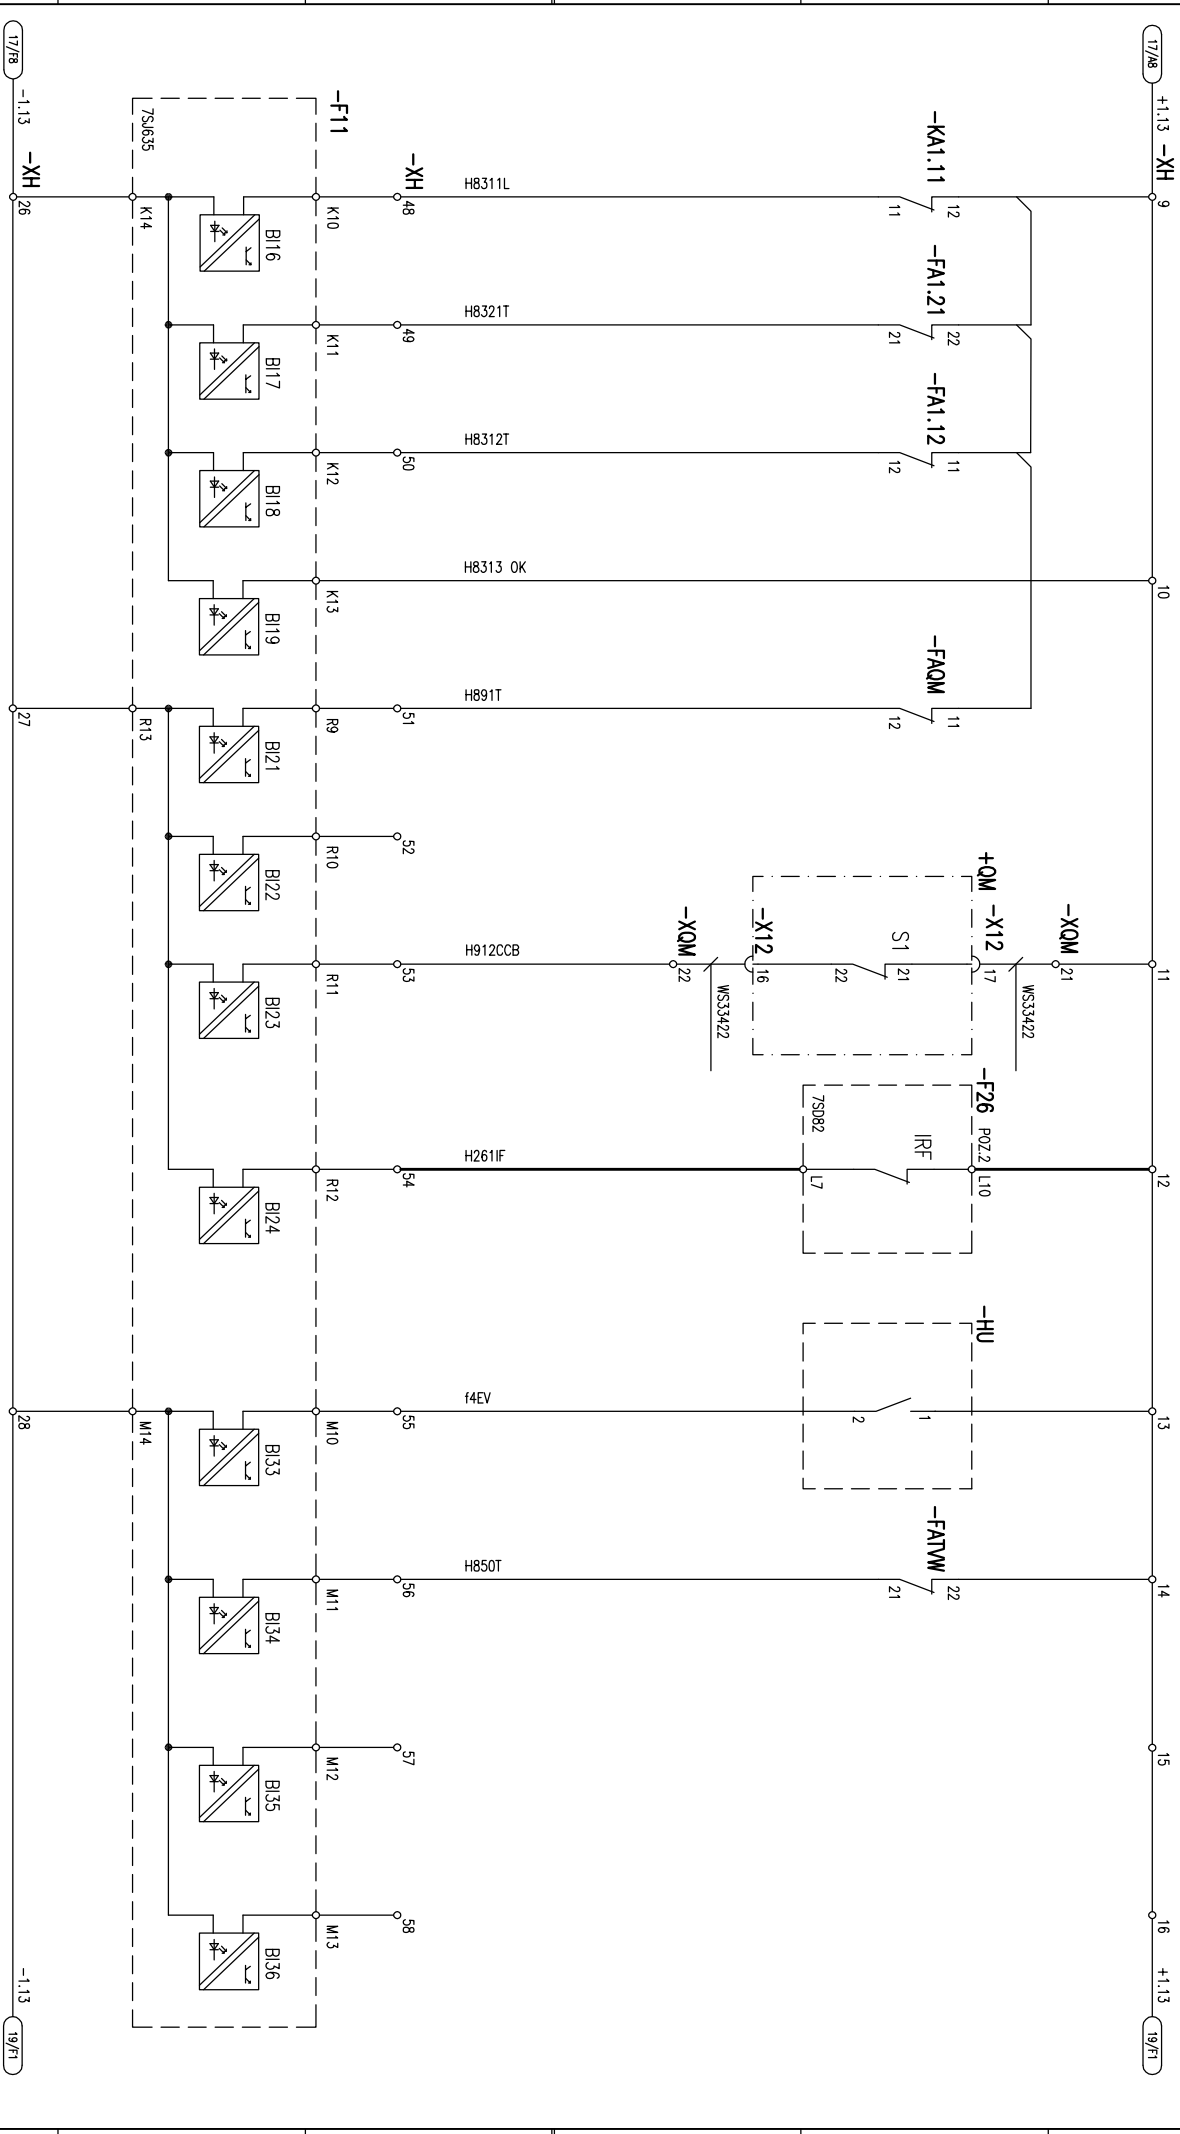 17/A8
+1.13
-XH
9
10
11
12
13
14
15
16
+1.13
19/F1
-KA1.11
12
11
-FA1.21
22
21
-FA1.12
11
12
-FAQM
11
12
-XQM
21
WS33422
+QM
-X12
17
S1
21
22
-X12
16
-XQM
22
WS33422
-F26
POZ.2
L10
IRF
7SD82
L7
-HU
1
2
-FATVW
22
21
H8311L
H8321T
H8312T
H8313 OK
H891T
H912CCB
H261IF
f4EV
H850T
-XH
48
49
50
51
52
53
54
55
56
57
58
-F11
K10
K11
K12
K13
R9
R10
R11
R12
M10
M11
M12
M13
BI16
BI17
BI18
BI19
BI21
BI22
BI23
BI24
BI33
BI34
BI35
BI36
7SJ635
K14
R13
M14
17/F8
-1.13
-XH
26
27
28
-1.13
19/F1